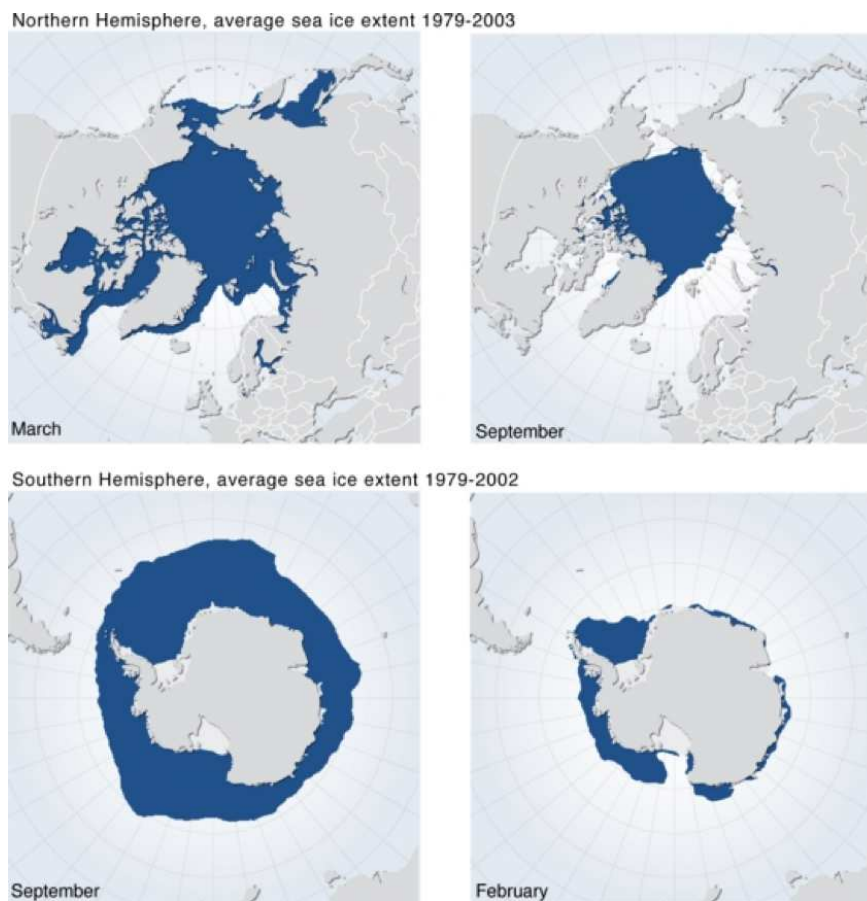 Northern Hemisphere, average sea ice extent 1979-2003
March
September
Southern Hemisphere, average sea ice extent 1979-2002
September
February